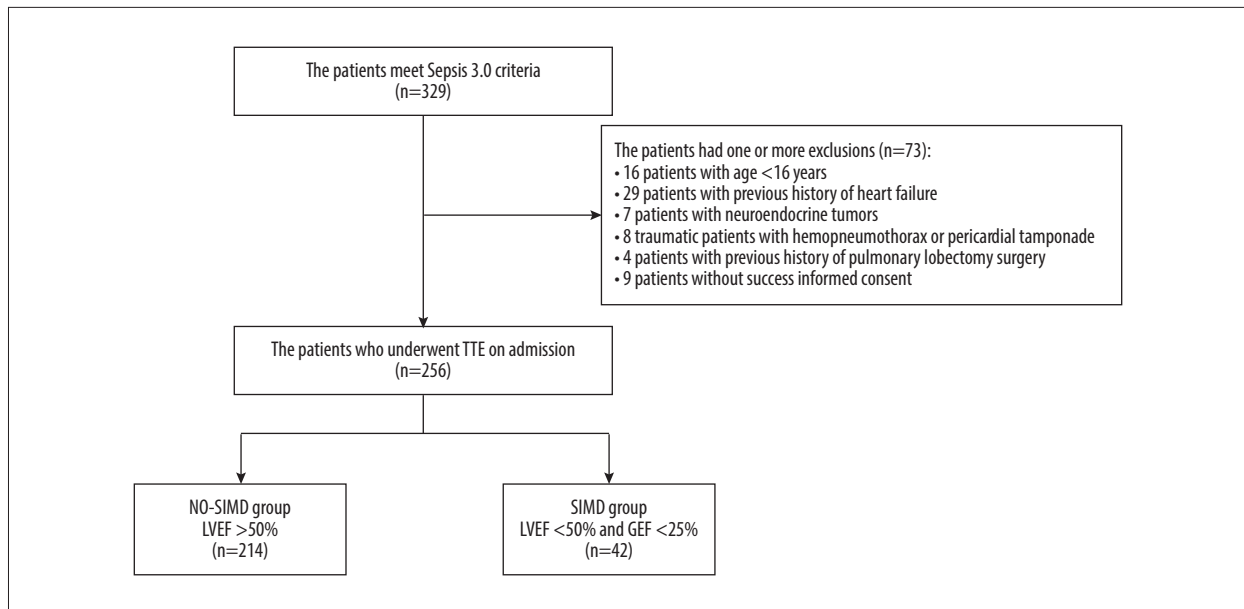 The patients meet Sepsis 3.0 criteria
(n=329)
The patients had one or more exclusions (n=73):
• 16 patients with age <16 years
• 29 patients with previous history of heart failure
• 7 patients with neuroendocrine tumors
• 8 traumatic patients with hemopneumothorax or pericardial tamponade
• 4 patients with previous history of pulmonary lobectomy surgery
• 9 patients without success informed consent
The patients who underwent TTE on admission
(n=256)
NO-SIMD group
LVEF >50%
(n=214)
SIMD group
LVEF <50% and GEF <25%
(n=42)